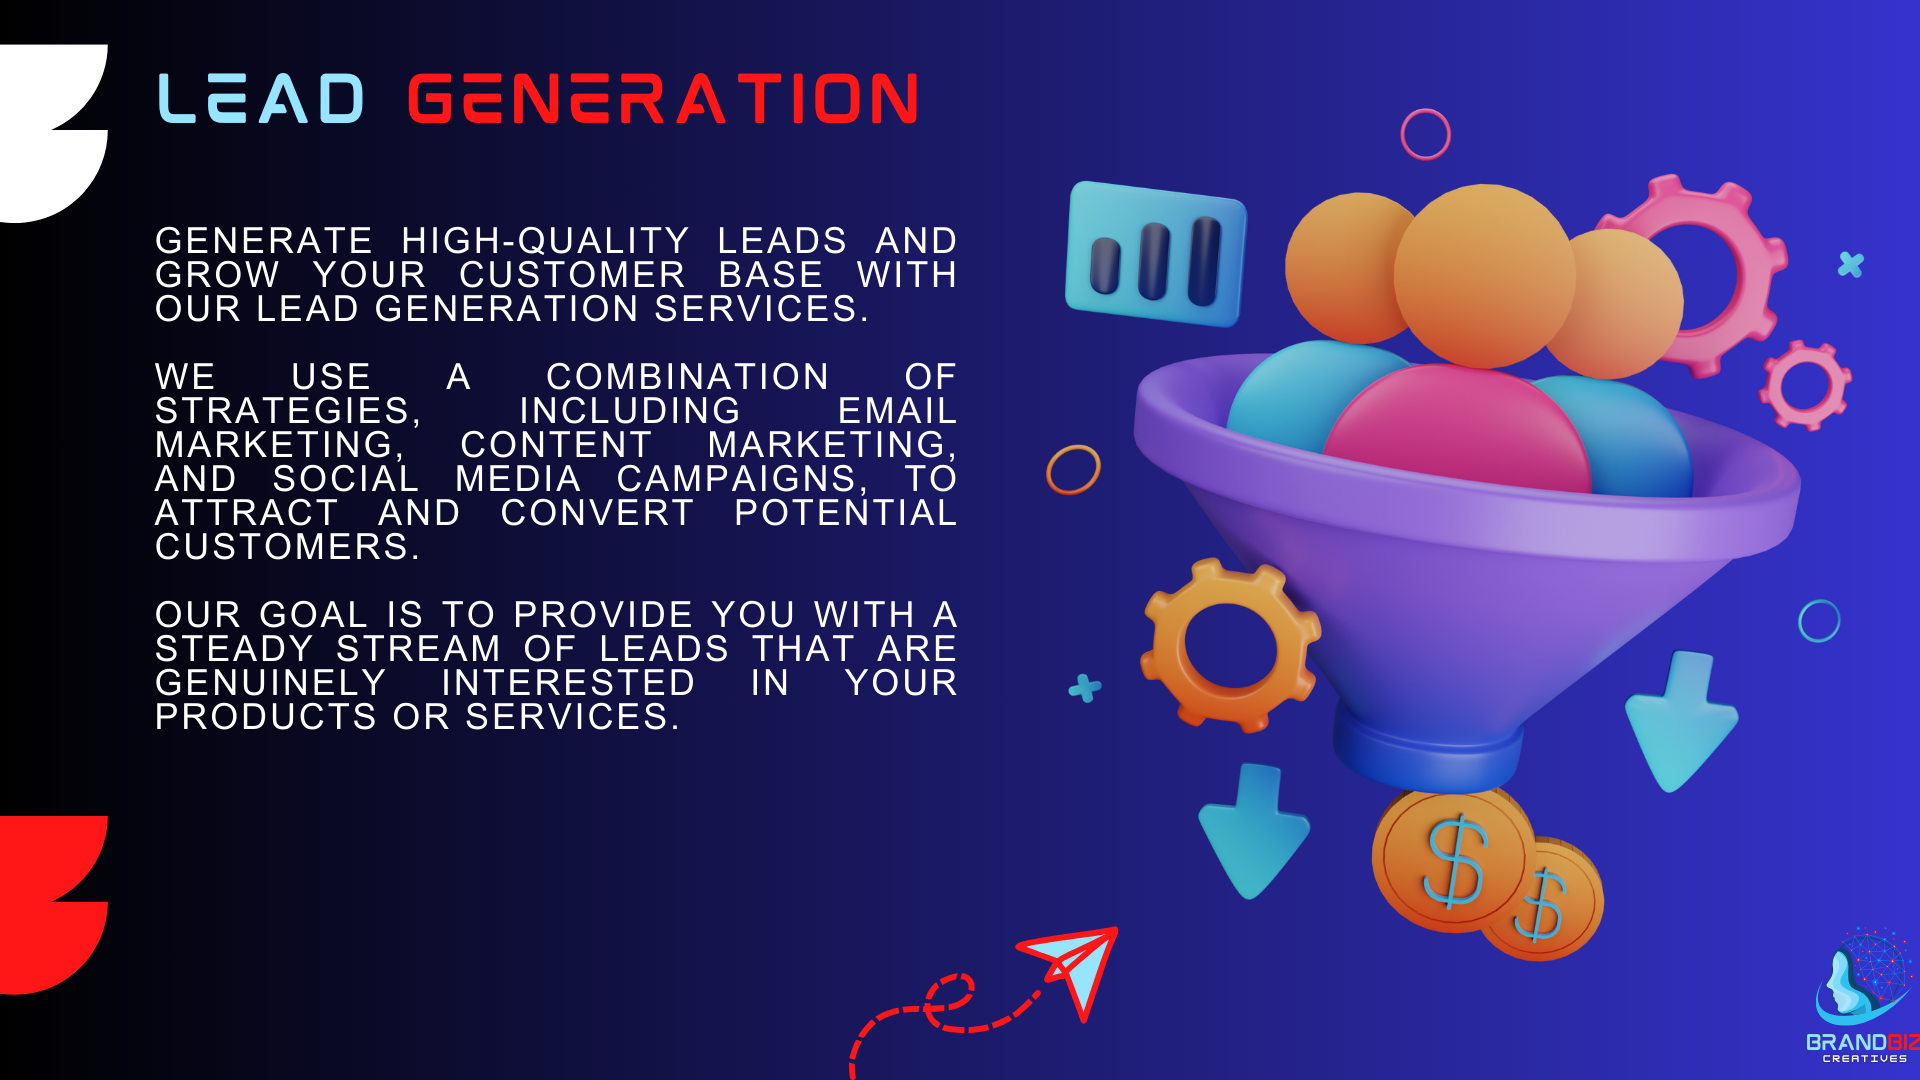 LEAD GENERATION
GENERATE HIGH-QUALITY LEADS AND
GROW YOUR CUSTOMER BASE WITH
OUR LEAD GENERATION SERVICES.
WE USE A COMBINATION OF
STRATEGIES, INCLUDING EMAIL
MARKETING, CONTENT MARKETING,
AND SOCIAL MEDIA CAMPAIGNS, TO
ATTRACT AND CONVERT POTENTIAL
CUSTOMERS.
OUR GOAL IS TO PROVIDE YOU WITH A
STEADY STREAM OF LEADS THAT ARE
GENUINELY INTERESTED IN YOUR
PRODUCTS OR SERVICES.
$
$
BRANDBIZ
CREATIVES